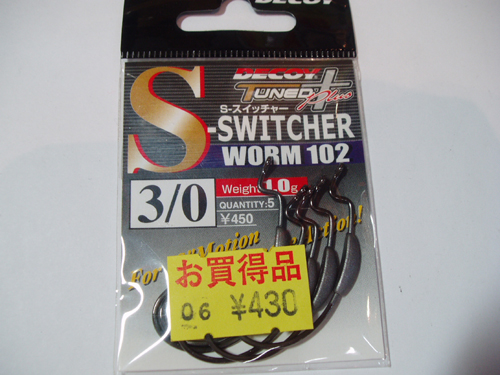 DECOY
DECOY
TUNED Plus
S-スイッチャー
S-SWITCHER
WORM 102
3/0
Weight 1.0g
QUANTITY:5
¥450
お買得品
06 ¥430